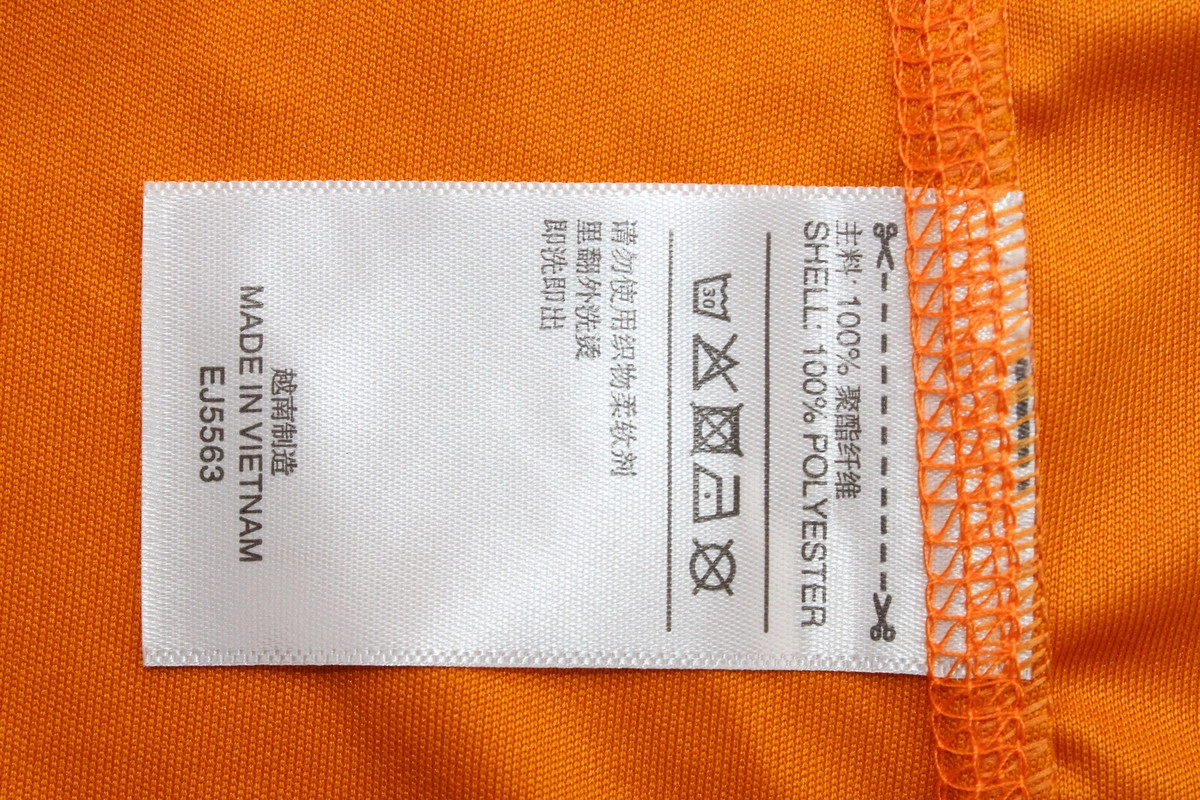 主料: 100% 聚酯纤维
SHELL: 100% POLYESTER
30
请勿使用织物柔软剂
里翻外洗烫
即洗即出
越南制造
MADE IN VIETNAM
EJ5563